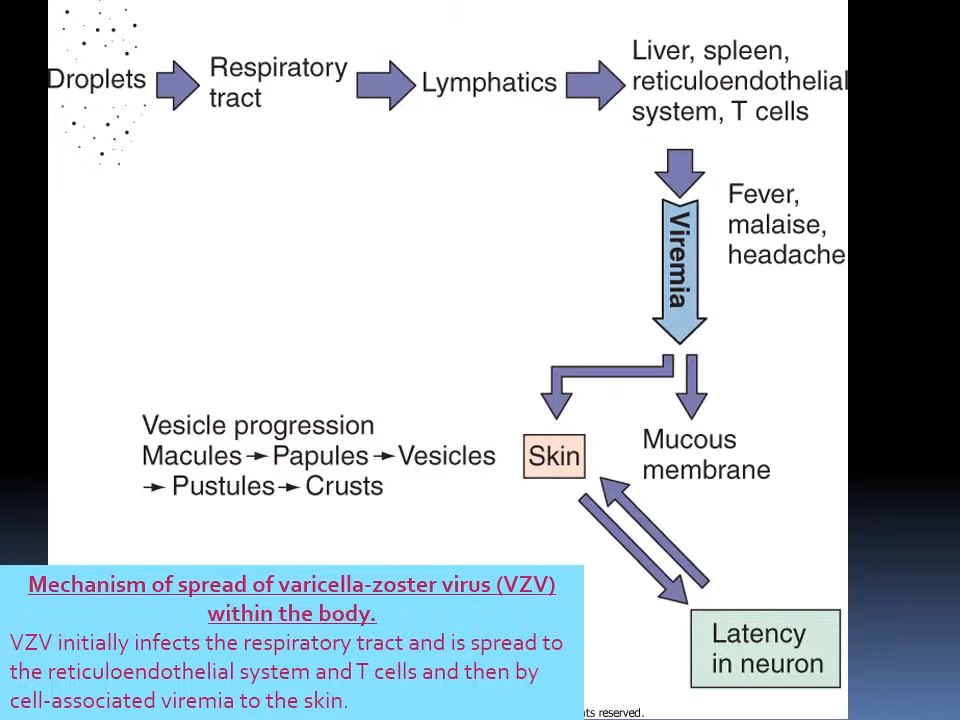 Droplets
Respiratory
tract
Lymphatics
Liver, spleen,
reticuloendothelial
system, T cells
Fever,
malaise,
headache
Viremia
Vesicle progression
Macules → Papules → Vesicles
→ Pustules → Crusts
Skin
Mucous
membrane
Latency
in neuron
Mechanism of spread of varicella-zoster virus (VZV)
within the body.
VZV initially infects the respiratory tract and is spread to
the reticuloendothelial system and T cells and then by
cell-associated viremia to the skin.
reserved.